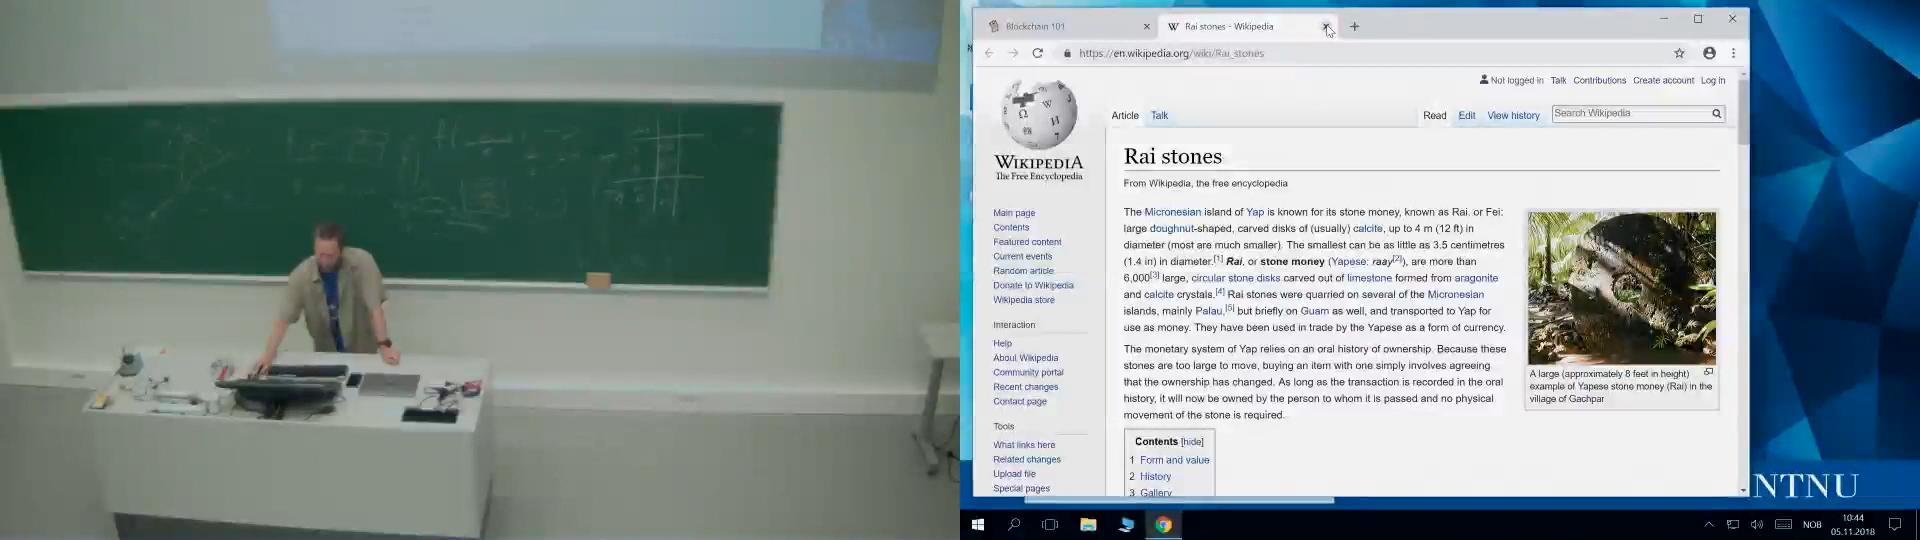 Blockchain 101
Rai stones - Wikipedia
https://en.wikipedia.org/wiki/Rai_stones
Not logged in Talk Contributions Create account Log in
Article Talk Read Edit View history Search Wikipedia
WIKIPEDIA
The Free Encyclopedia
Main page
Contents
Featured content
Current events
Random article
Donate to Wikipedia
Wikipedia store
Interaction
Help
About Wikipedia
Community portal
Recent changes
Contact page
Tools
What links here
Related changes
Upload file
Special pages
Rai stones
From Wikipedia, the free encyclopedia
The Micronesian island of Yap is known for its stone money, known as Rai, or Fei:
large doughnut-shaped, carved disks of (usually) calcite, up to 4 m (12 ft) in
diameter (most are much smaller). The smallest can be as little as 3.5 centimetres
(1.4 in) in diameter.[1] Rai, or stone money (Yapese: raay[2]), are more than
6,000[3] large, circular stone disks carved out of limestone formed from aragonite
and calcite crystals.[4] Rai stones were quarried on several of the Micronesian
islands, mainly Palau,[5] but briefly on Guam as well, and transported to Yap for
use as money. They have been used in trade by the Yapese as a form of currency.
The monetary system of Yap relies on an oral history of ownership. Because these
stones are too large to move, buying an item with one simply involves agreeing
that the ownership has changed. As long as the transaction is recorded in the oral
history, it will now be owned by the person to whom it is passed and no physical
movement of the stone is required.
A large (approximately 8 feet in height)
example of Yapese stone money (Rai) in the
village of Gachpar
Contents [hide]
1 Form and value
2 History
3 Gallery
NTNU
NOB
10:44
05.11.2018